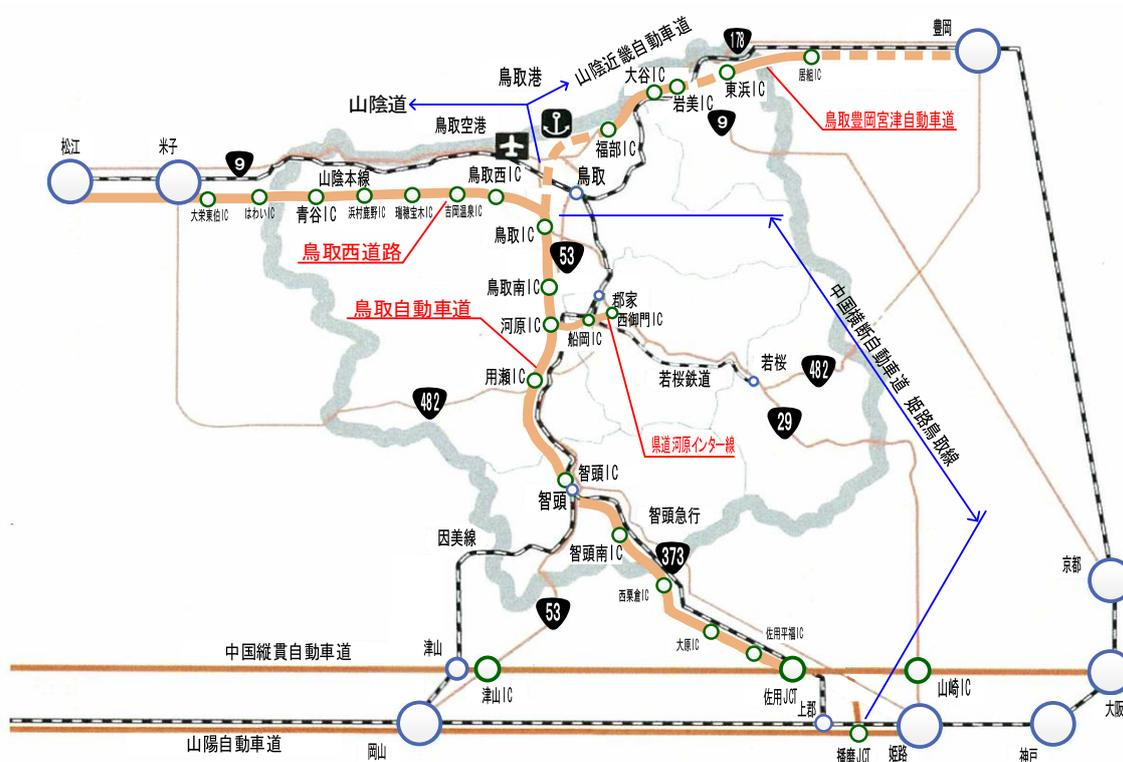 豊岡
178
山陰近畿自動車道
鳥取港
大谷IC
岩美IC
東浜IC
居組IC
山陰道
鳥取豊岡宮津自動車道
鳥取空港
9
福部IC
松江
米子
9
山陰本線
鳥取西IC
鳥取
大栄東伯IC
はわいIC
青谷IC
浜村鹿野IC
瑞穂宝木IC
吉岡温泉IC
鳥取西道路
鳥取IC
53
鳥取南IC
鳥取自動車道
郡家
西御門IC
河原IC
船岡IC
中国横断自動車道 姫路鳥取線
用瀬IC
若桜鉄道
若桜
482
482
29
県道河原インター線
智頭IC
智頭
智頭急行
因美線
智頭南IC
373
西粟倉IC
京都
53
大原IC
佐用平福IC
中国縦貫自動車道
津山
津山IC
佐用JCT
山崎IC
上郡
大阪
山陽自動車道
岡山
播磨JCT
姫路
神戸